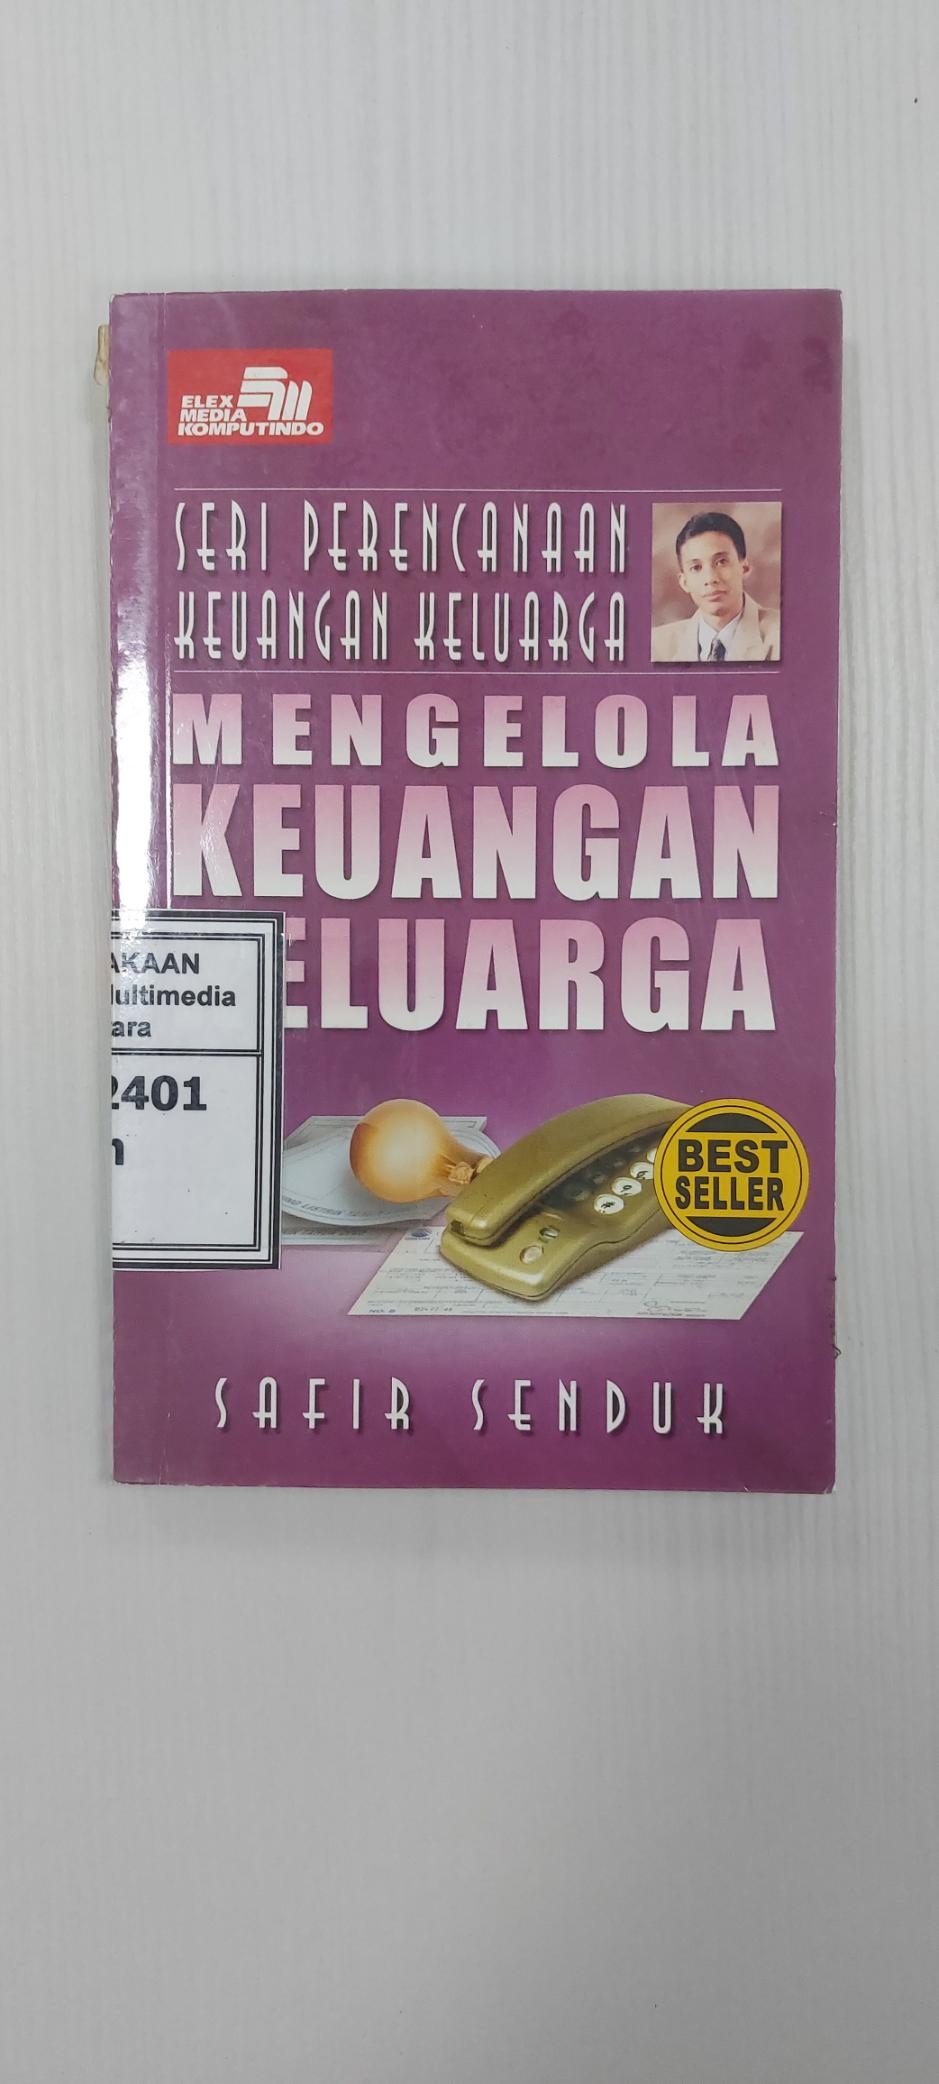 ELEX
MEDIA
KOMPUTINDO
SERI PERENCANAAN
KEUANGAN KELUARGA
MENGELOLA
KEUANGAN
ELUARGA
AKAAN
ultimedia
ara
2401
n
BEST
SELLER
SAFIR SENDUK